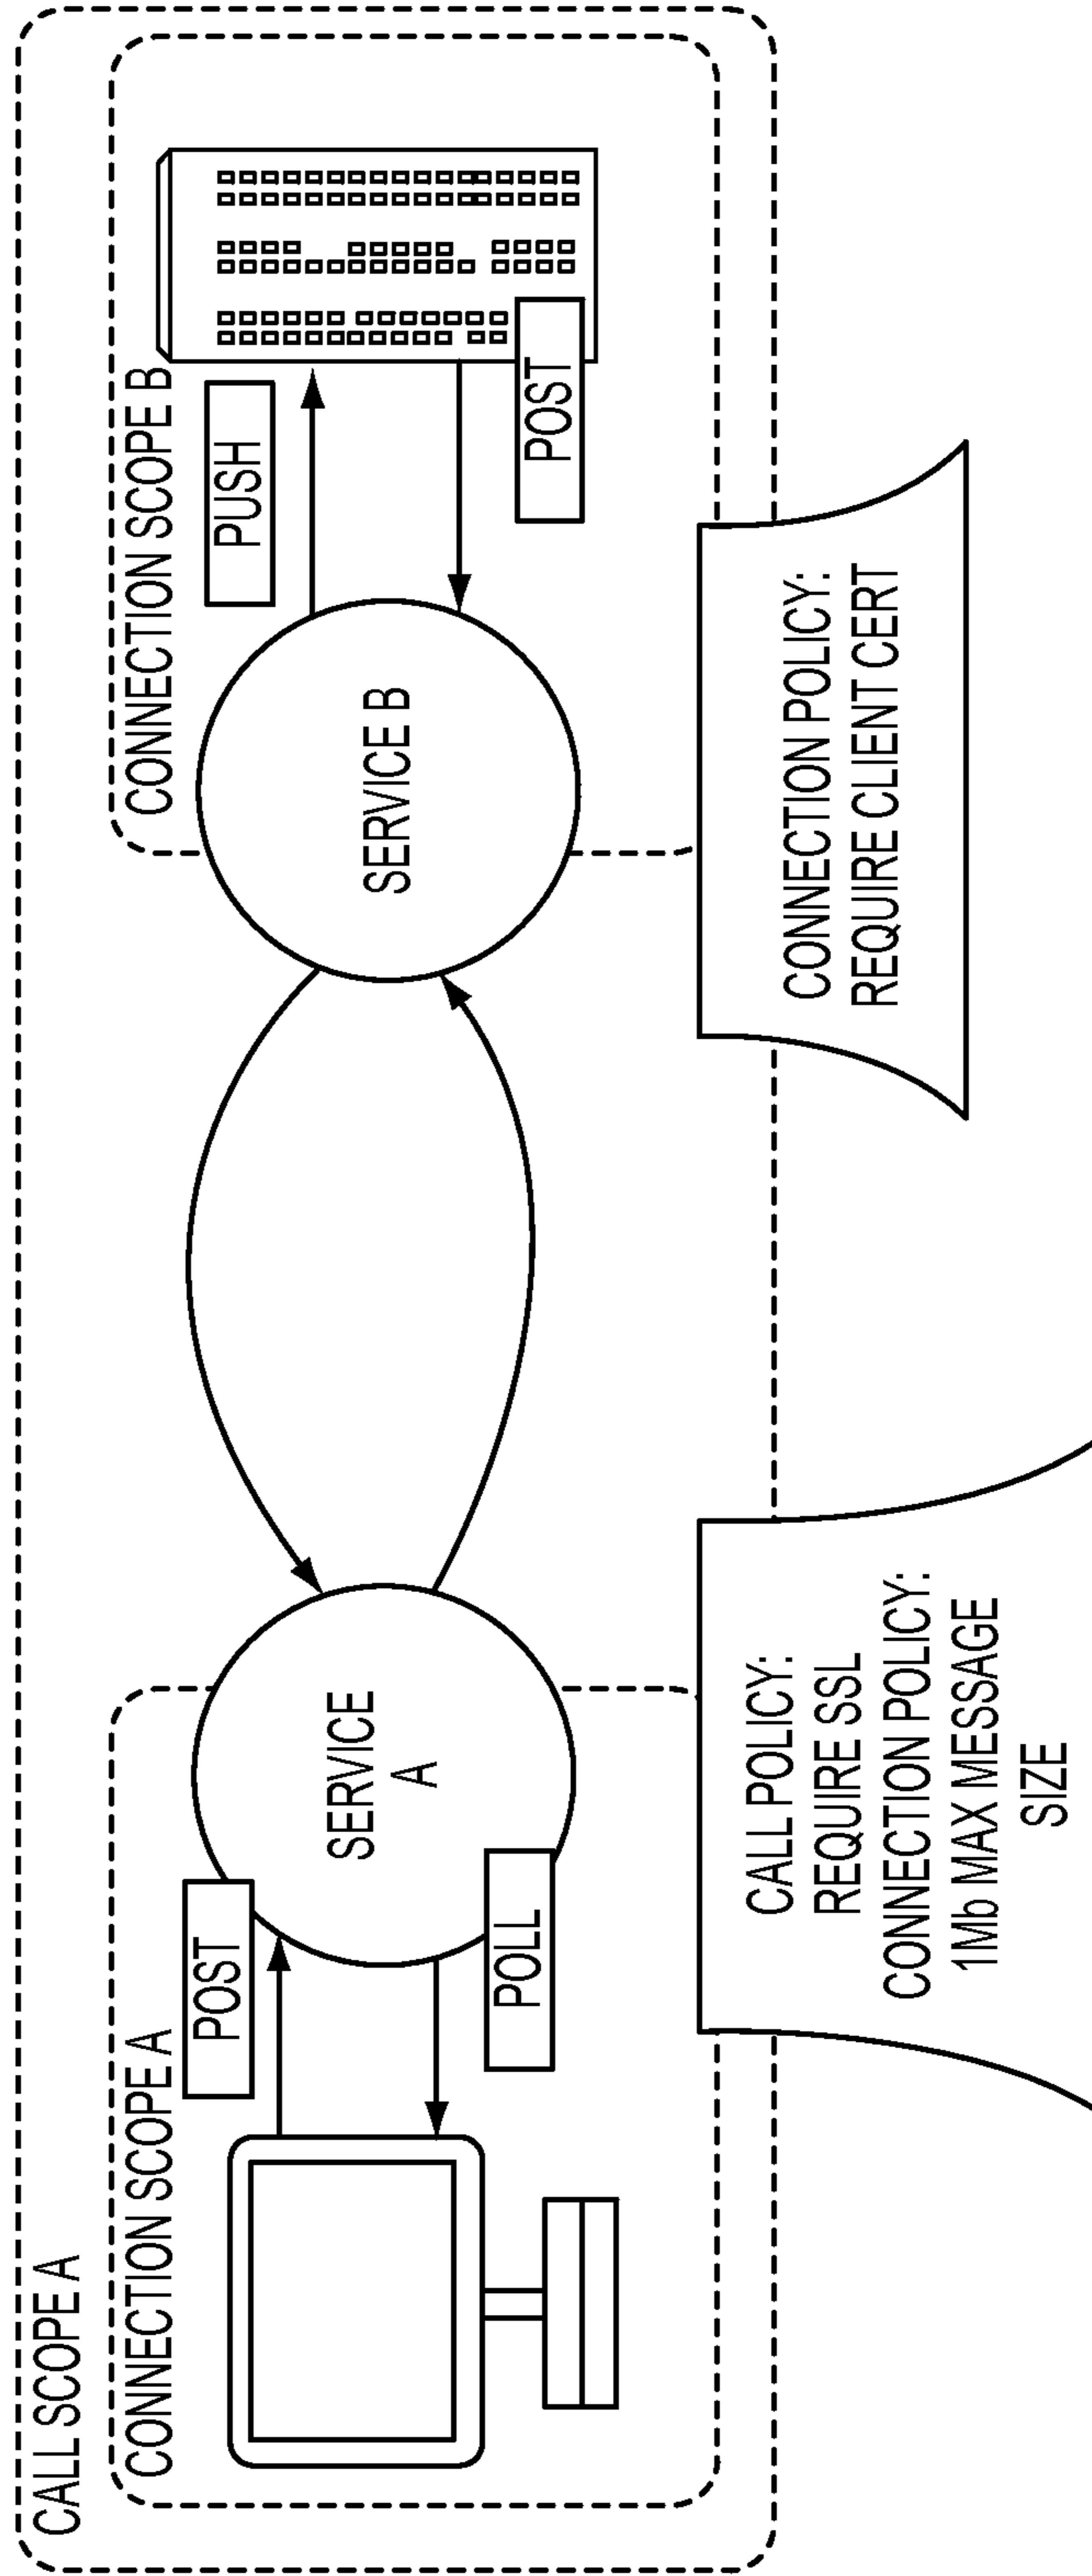 CALL SCOPE A
CONNECTION SCOPE A
POST
POLL
SERVICE
A
CONNECTION SCOPE B
SERVICE B
PUSH
POST
CALL POLICY:
REQUIRE SSL
CONNECTION POLICY:
1Mb MAX MESSAGE
SIZE
CONNECTION POLICY:
REQUIRE CLIENT CERT